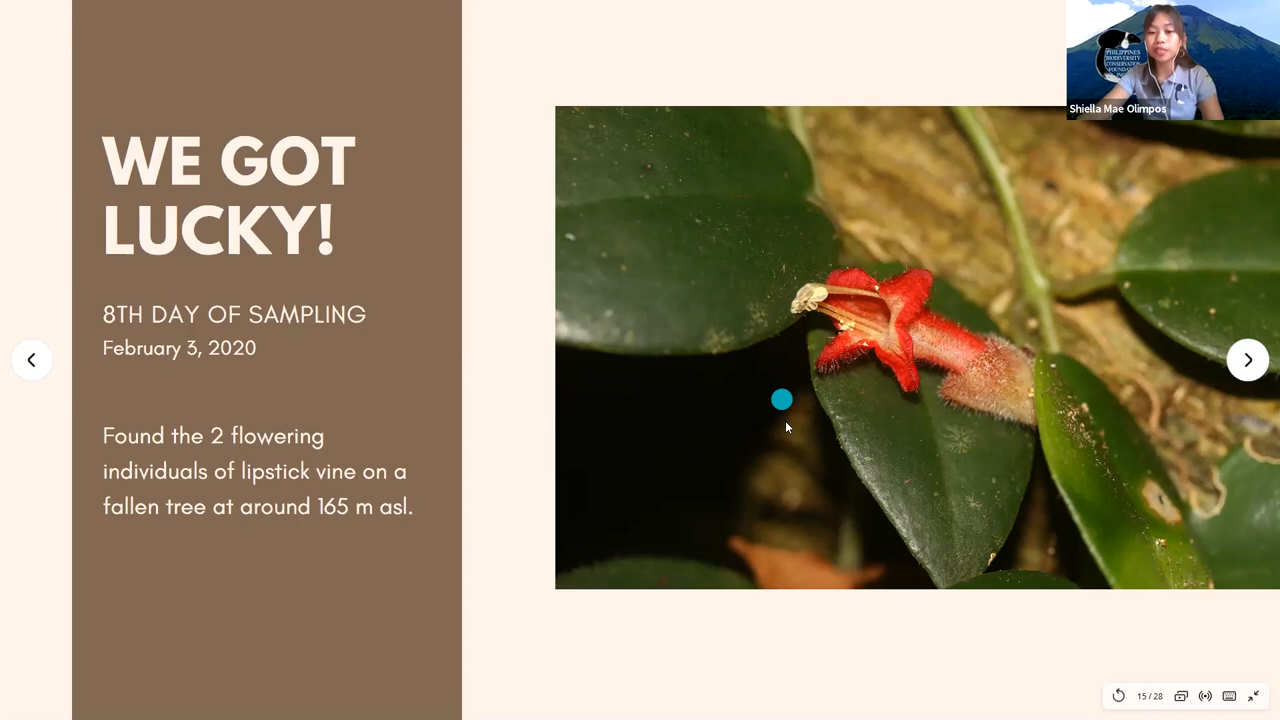 WE GOT
LUCKY!
8TH DAY OF SAMPLING
February 3, 2020
Found the 2 flowering
individuals of lipstick vine on a
fallen tree at around 165 m asl.
PHILIPPINES
BIODIVERSITY
CONSERVATION
Shiella Mae Olimpos
15 / 28